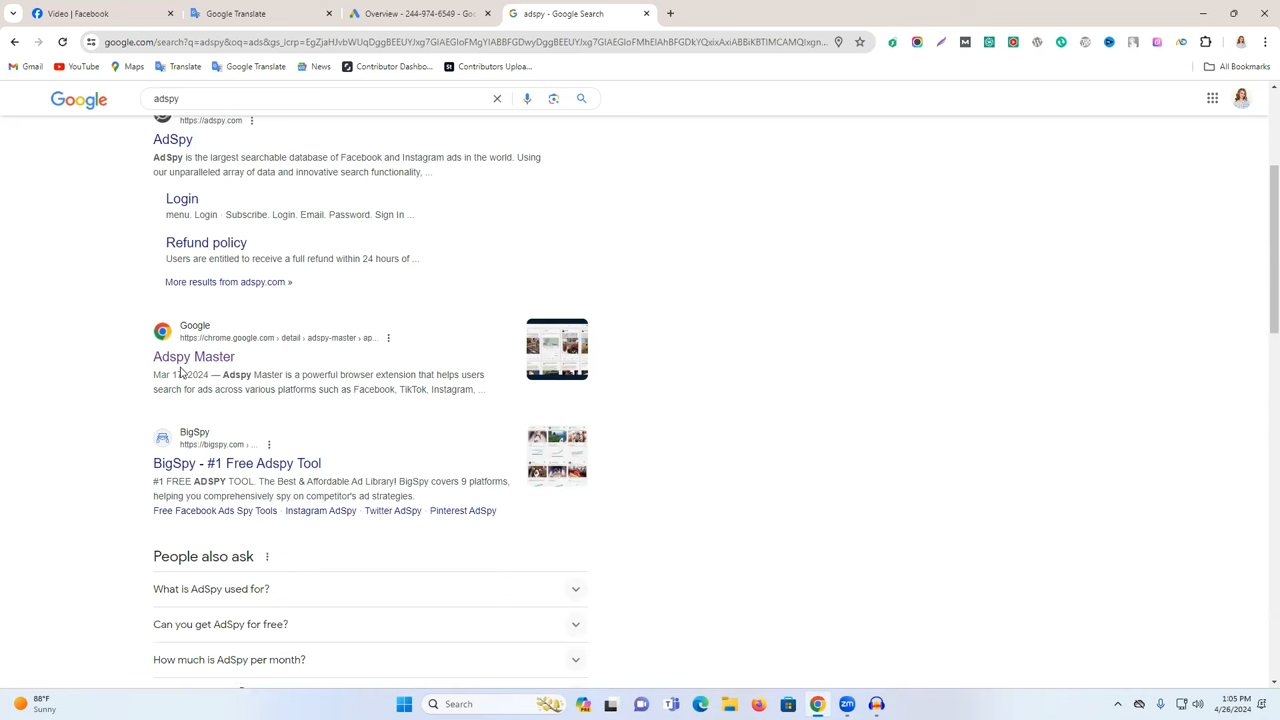 Video | Facebook
244-974-6549 - Gos
adspy - Google Search
google.com/search?q=adspy&oq=ads&gs_lcrp=
Gmail
YouTube
Maps
Translate
Google Translate
News
Contributor Dashbo...
Contributors Uploa...
All Bookmarks
Google
adspy
https://adspy.com
AdSpy
AdSpy is the largest searchable database of Facebook and Instagram ads in the world. Using
our unparalleled array of data and innovative search functionality, ...
Login
menu. Login · Subscribe. Login. Email. Password. Sign In ...
Refund policy
Users are entitled to receive a full refund within 24 hours of ...
More results from adspy.com »
Google
https://chrome.google.com › detail › adspy-master › ap...
Adspy Master
Mar 2024 — Adspy Master is a powerful browser extension that helps users
search for ads across various platforms such as Facebook, TikTok, Instagram, ...
BigSpy
https://bigspy.com › ...
BigSpy - #1 Free Adspy Tool
#1 FREE ADSPY TOOL. The Best & Affordable Ad Library! BigSpy covers 9 platforms,
helping you comprehensively spy on competitor's ad strategies.
Free Facebook Ads Spy Tools · Instagram AdSpy · Twitter AdSpy · Pinterest AdSpy
People also ask
What is AdSpy used for?
Can you get AdSpy for free?
How much is AdSpy per month?
88°F
Sunny
Search
1:05 PM
4/26/2024